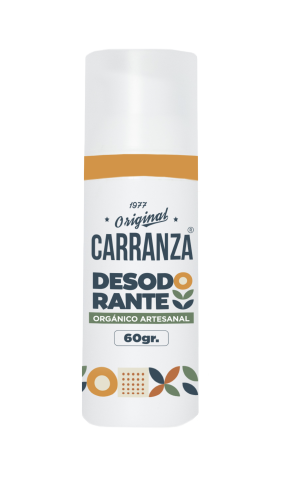 1977
Original
CARRANZA®
DESODO
RANTE
ORGÁNICO ARTESANAL
60gr.